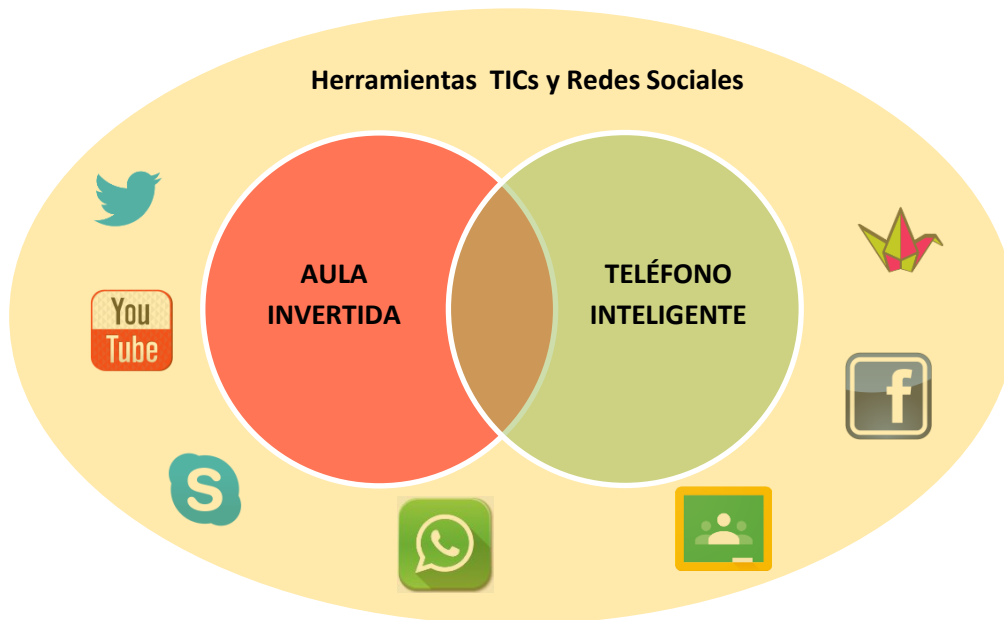 Herramientas TICs y Redes Sociales
AULA
INVERTIDA
TELÉFONO
INTELIGENTE
You
Tube
f
S